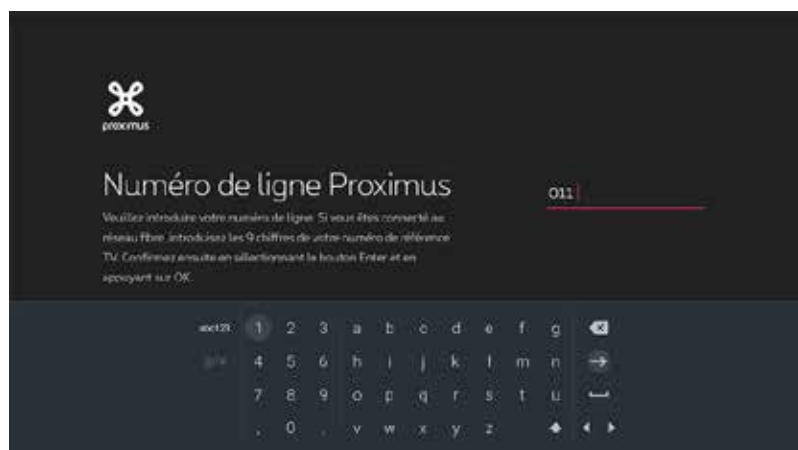 proximus
Numéro de ligne Proximus
011
Veuillez introduire votre numéro de ligne. Si vous êtes connecté au
réseau fibre, introduisez les 9 chiffres de votre numéro de référence
TV. Confirmez ensuite en sélectionnant le bouton Enter et en
appuyant sur OK.
abc123 1 2 3 a b c d e f g
4 5 6 h i j k l m n
7 8 9 o p q r s t u
, 0 . v w x y z